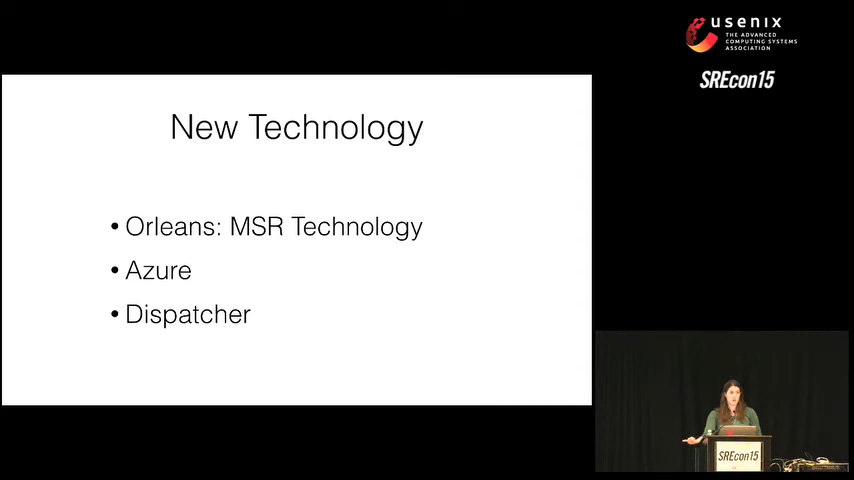 usenix
THE ADVANCED
COMPUTING SYSTEMS
ASSOCIATION
SREcon15
New Technology
• Orleans: MSR Technology
• Azure
• Dispatcher
SREcon15